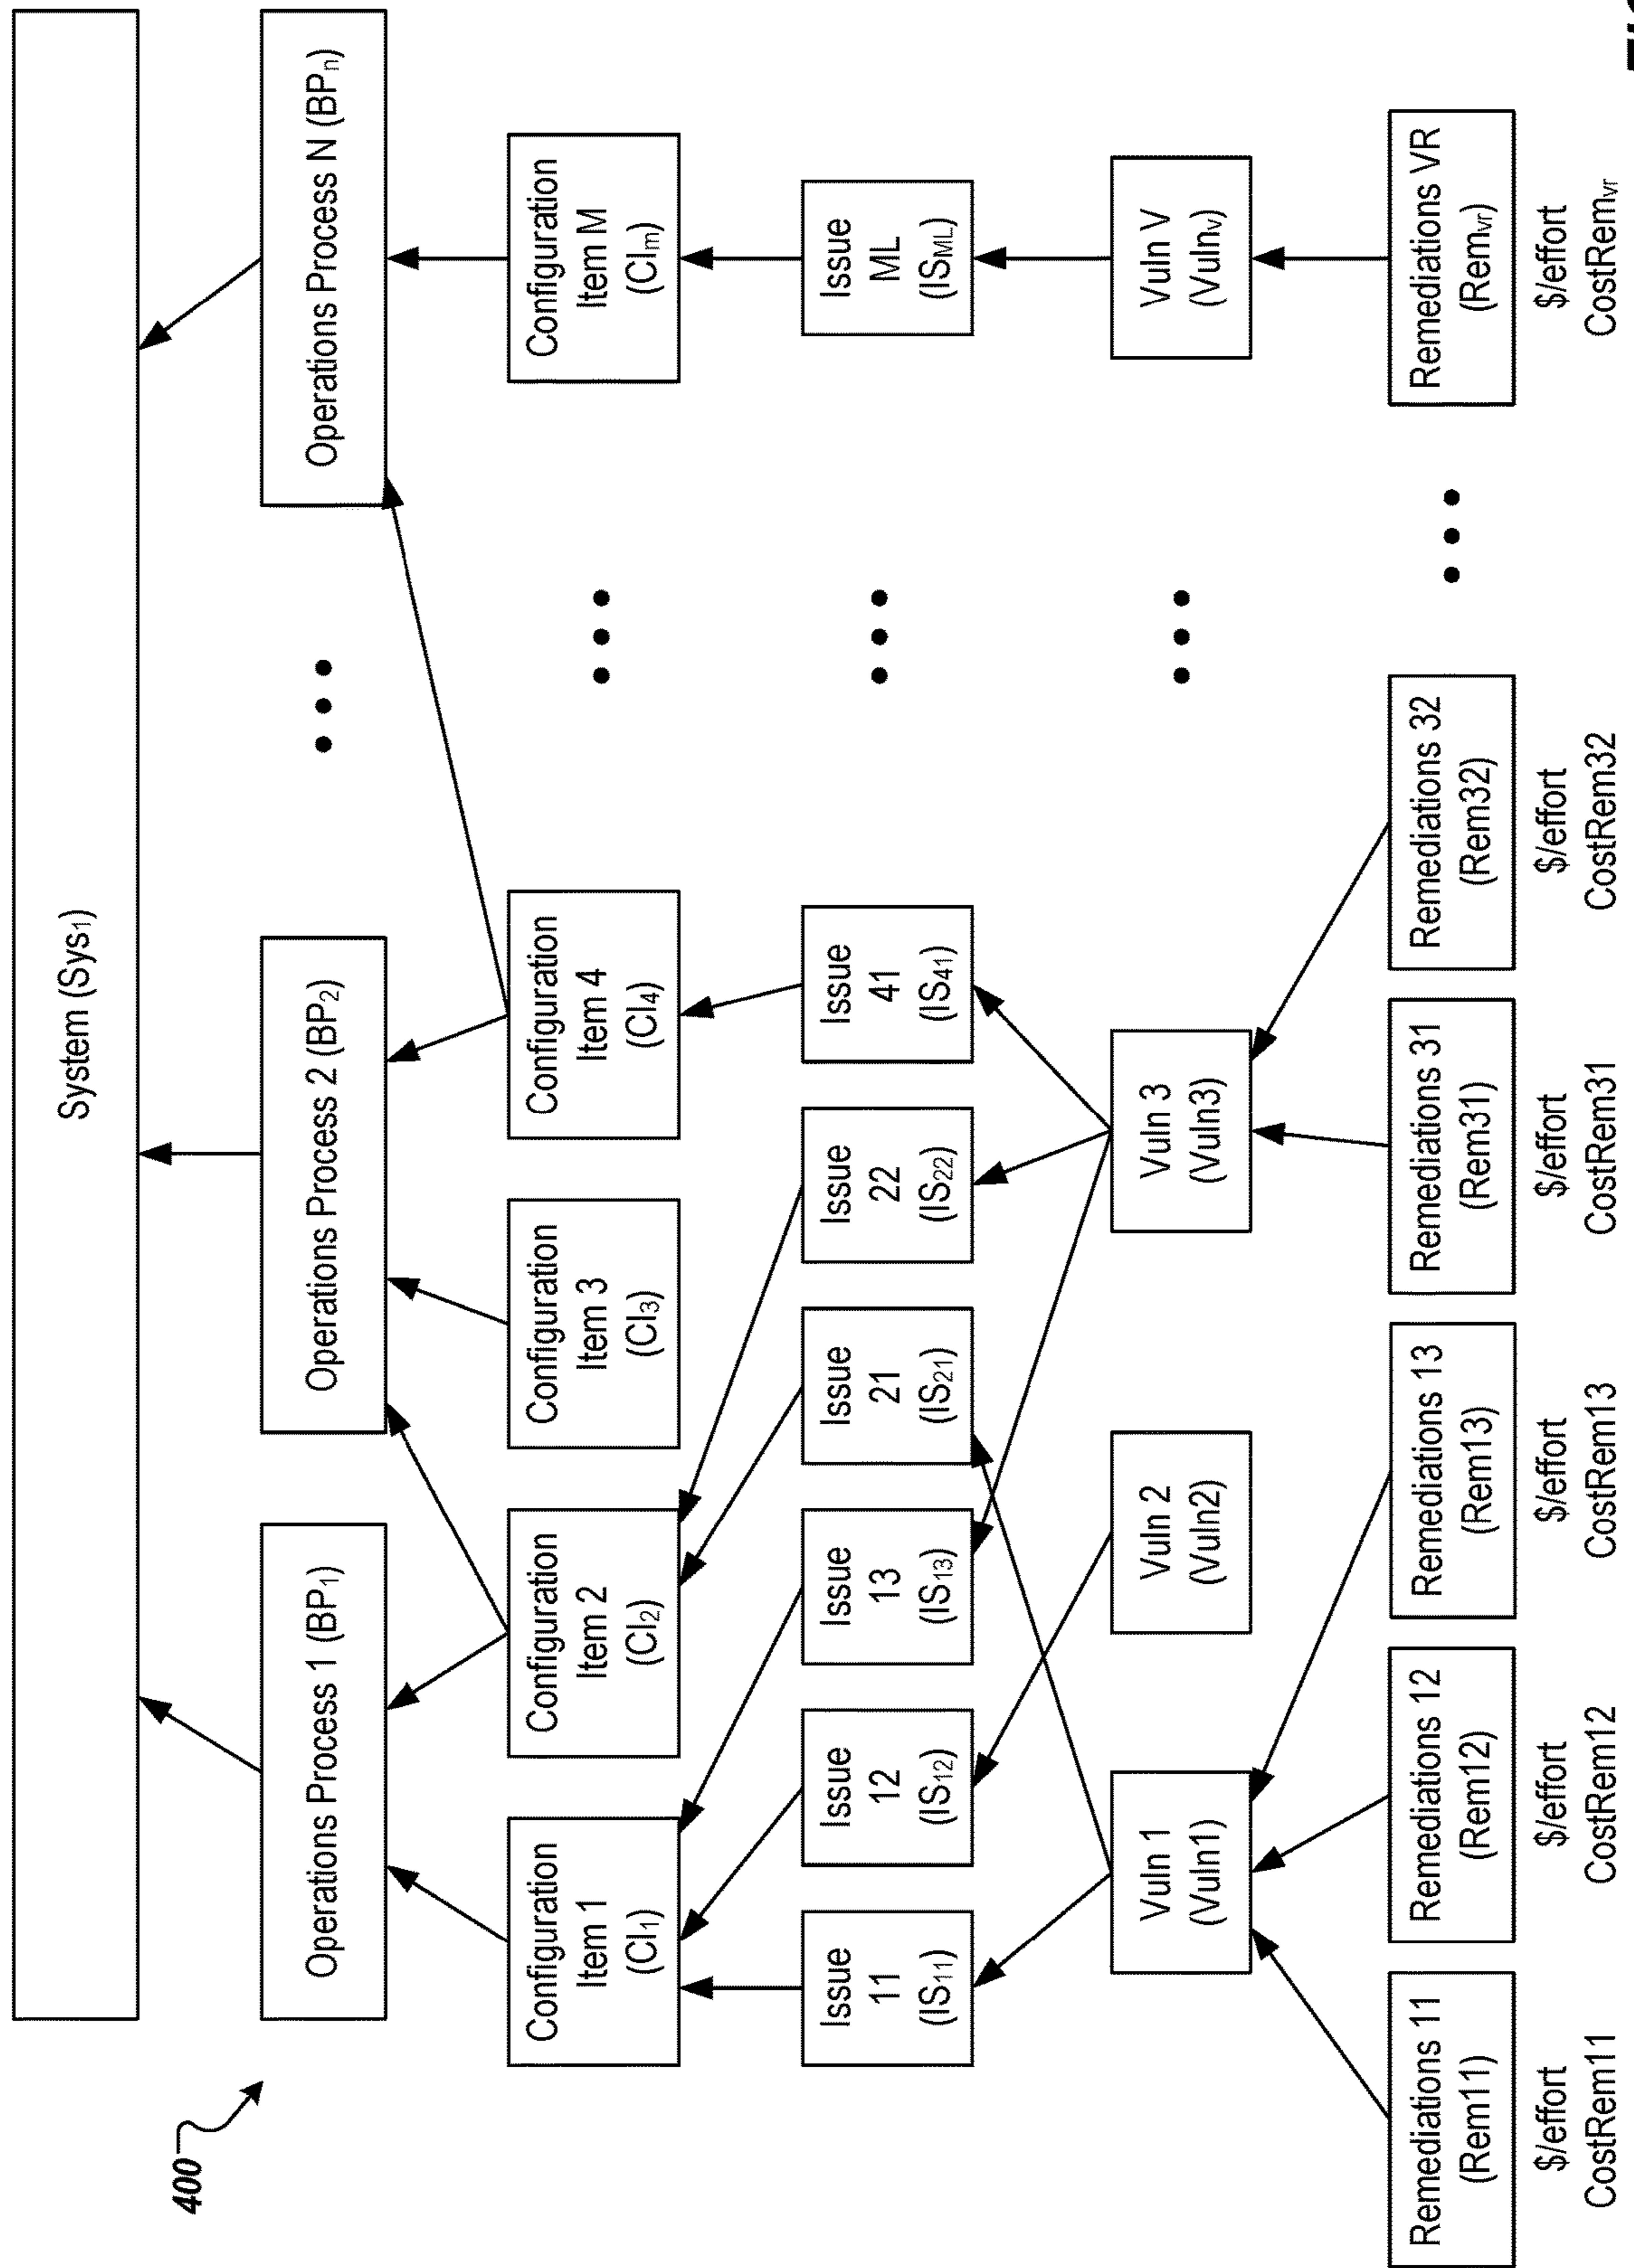 400
System (Sys1)
Operations Process 1 (BP1)
Operations Process 2 (BP2)
Operations Process N (BPn)
Configuration
Item 1
(CI1)
Configuration
Item 2
(CI2)
Configuration
Item 3
(CI3)
Configuration
Item 4
(CI4)
Configuration
Item M
(CIm)
Issue
11
(IS11)
Issue
12
(IS12)
Issue
13
(IS13)
Issue
21
(IS21)
Issue
22
(IS22)
Issue
41
(IS41)
Issue
ML
(ISML)
Vuln 1
(Vuln1)
Vuln 2
(Vuln2)
Vuln 3
(Vuln3)
Vuln V
(Vulnv)
Remediations 11
(Rem11)
Remediations 12
(Rem12)
Remediations 13
(Rem13)
Remediations 31
(Rem31)
Remediations 32
(Rem32)
Remediations VR
(Remvr)
$/effort
CostRem11
$/effort
CostRem12
$/effort
CostRem13
$/effort
CostRem31
$/effort
CostRem32
$/effort
CostRemvr